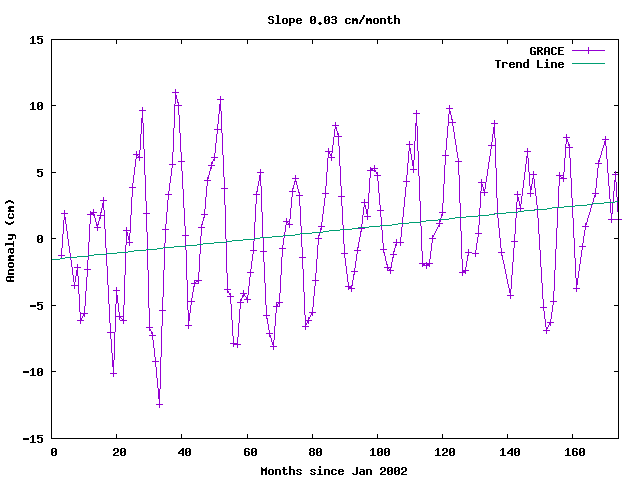 Slope 0.03 cm/month
GRACE
Trend Line
15
10
5
0
-5
-10
-15
Anomaly (cm)
0 20 40 60 80 100 120 140 160
Months since Jan 2002